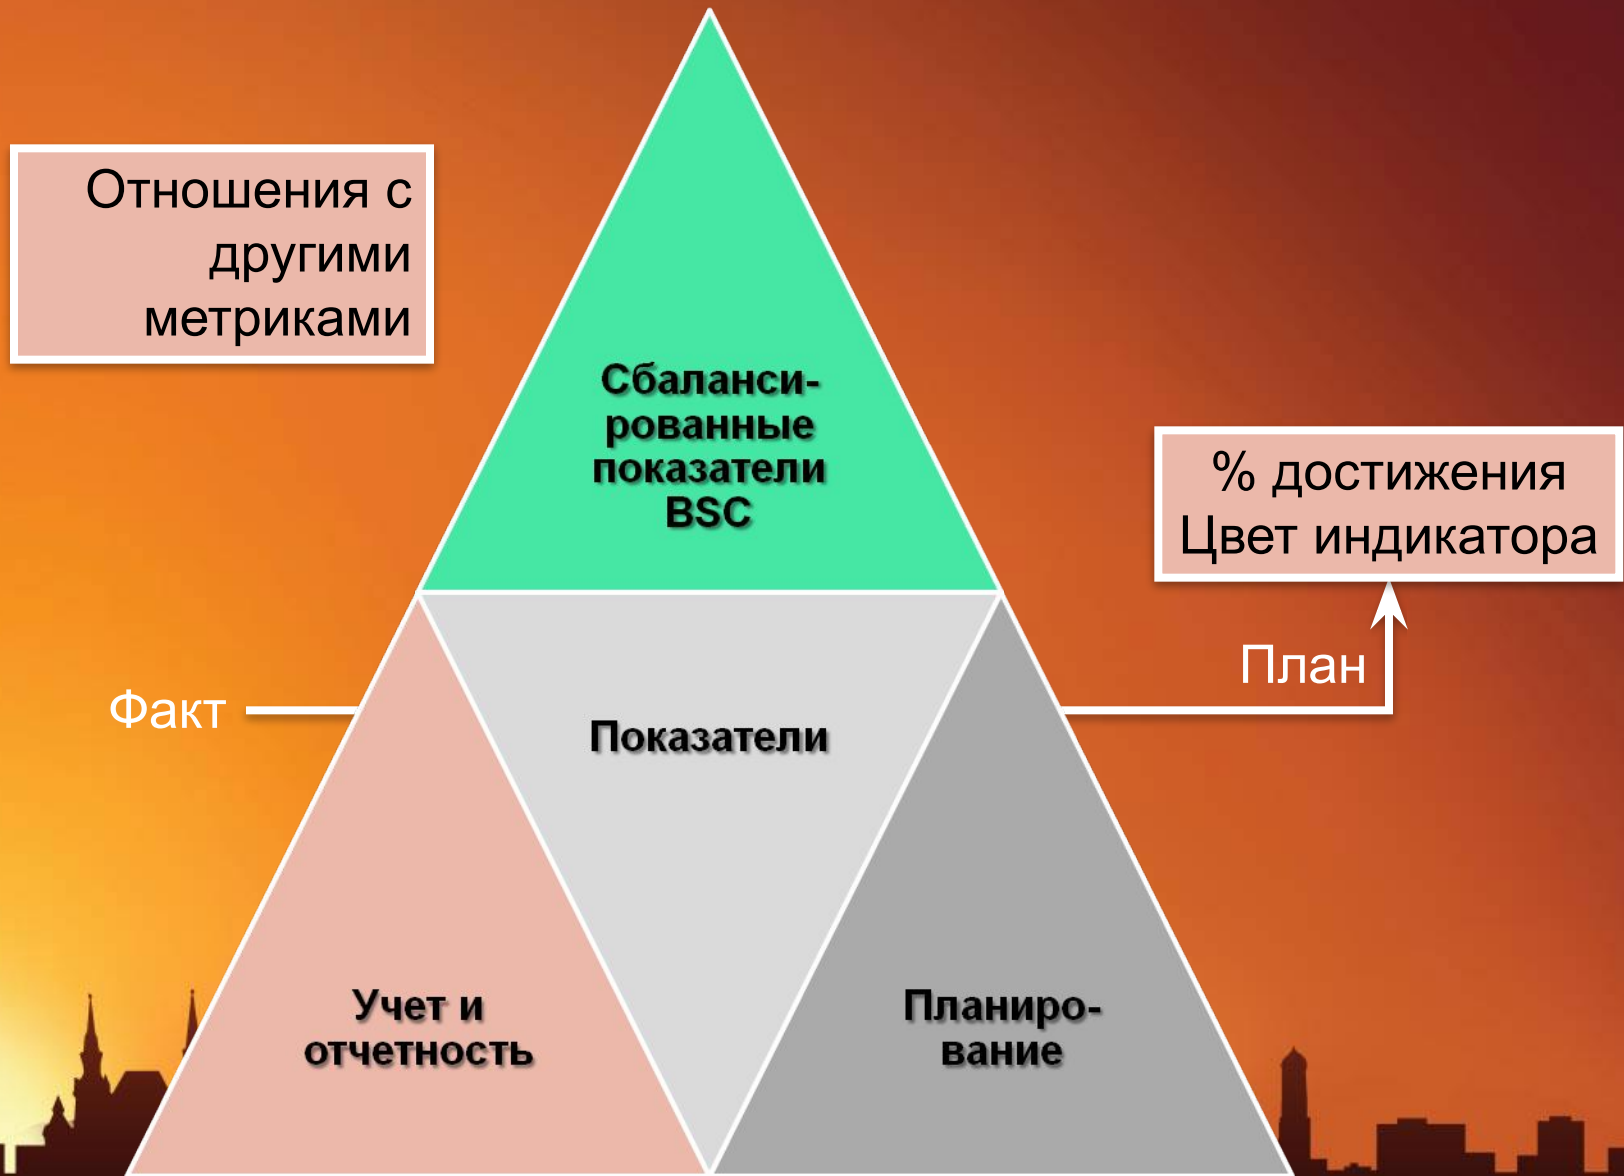 Отношения с
другими
метриками
Сбаланси-
рованные
показатели
BSC
% достижения
Цвет индикатора
План
Факт
Показатели
Учет и
отчетность
Планиро-
вание